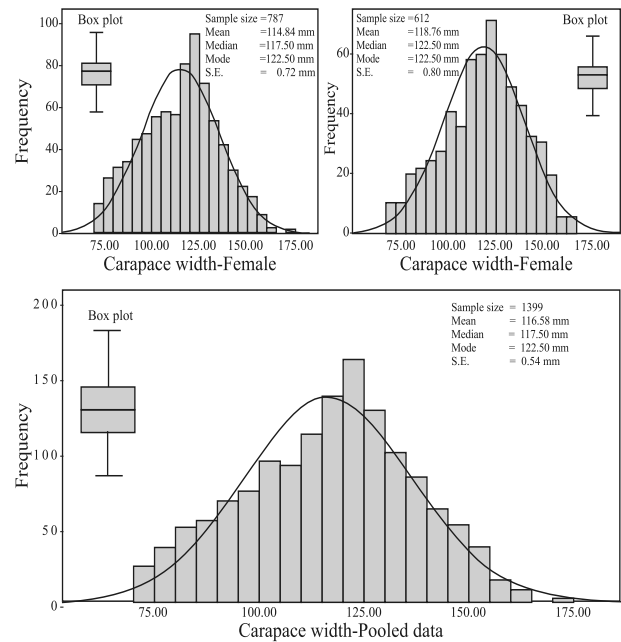 Box plot
Sample size =787
Mean =114.84 mm
Median =117.50 mm
Mode =122.50 mm
S.E. = 0.72 mm
Frequency
100
80
60
40
20
0
75.00 100.00 125.00 150.00 175.00
Carapace width-Female
Sample size =612
Mean =118.76 mm
Median =122.50 mm
Mode =122.50 mm
S.E. = 0.80 mm
Box plot
Frequency
60
40
20
0
75.00 100.00 125.00 150.00 175.00
Carapace width-Female
Box plot
Sample size = 1399
Mean = 116.58 mm
Median = 117.50 mm
Mode = 122.50 mm
S.E. = 0.54 mm
Frequency
200
150
100
50
0
75.00 100.00 125.00 150.00 175.00
Carapace width-Pooled data